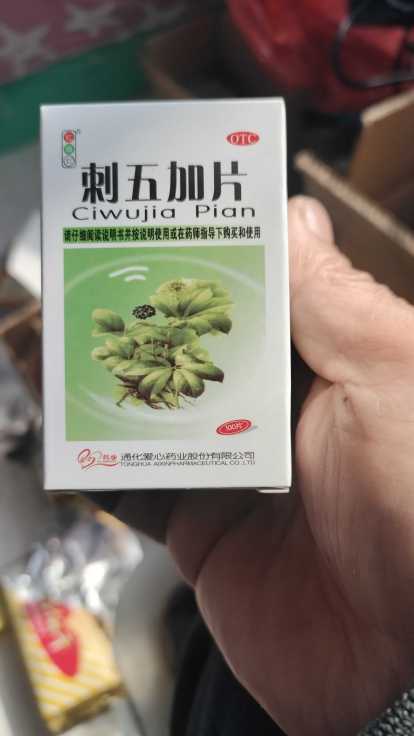 OTC
刺五加片
Ciwujia Pian
请仔细阅读说明书并按说明使用或在药师指导下购买和使用
100片
通化爱心药业股份有限公司
TONGHUA AIXINPHARMACEUTICAL CO.,LTD